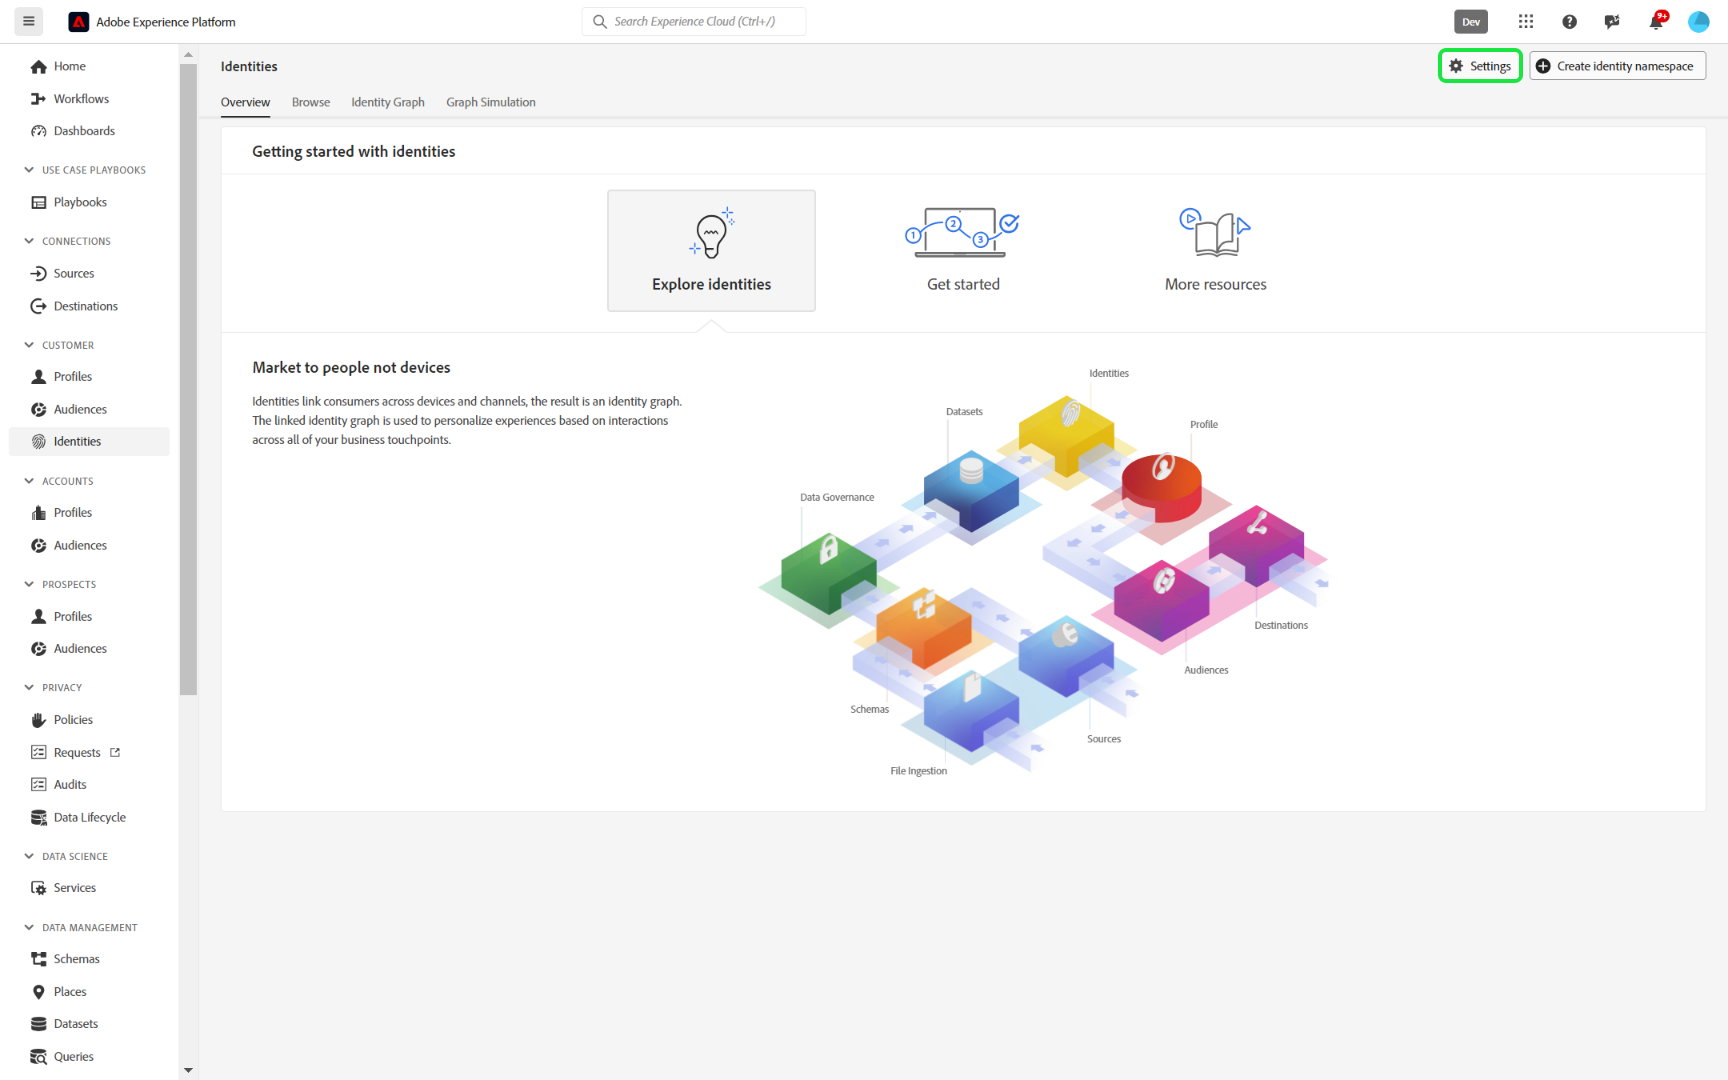 Adobe Experience Platform
Search Experience Cloud (Ctrl+/)
Dev
9+
Home
Workflows
Dashboards
USE CASE PLAYBOOKS
Playbooks
CONNECTIONS
Sources
Destinations
CUSTOMER
Profiles
Audiences
Identities
ACCOUNTS
Profiles
Audiences
PROSPECTS
Profiles
Audiences
PRIVACY
Policies
Requests
Audits
Data Lifecycle
DATA SCIENCE
Services
DATA MANAGEMENT
Schemas
Places
Datasets
Queries
Identities
Settings
Create identity namespace
Overview
Browse
Identity Graph
Graph Simulation
Getting started with identities
1
2
3
Explore identities
Get started
More resources
Market to people not devices
Identities link consumers across devices and channels, the result is an identity graph.
The linked identity graph is used to personalize experiences based on interactions
across all of your business touchpoints.
Identities
Datasets
Profile
Data Governance
Destinations
Audiences
Schemas
Sources
File Ingestion